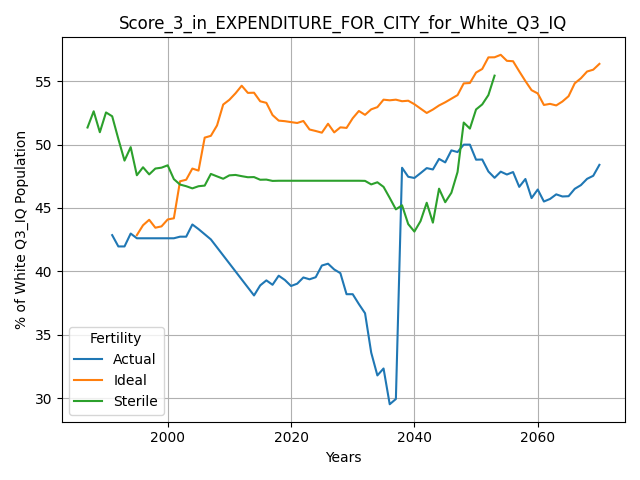 Score_3_in_EXPENDITURE_FOR_CITY_for_White_Q3_IQ
% of White Q3_IQ Population
55
50
45
40
35
30
Fertility
Actual
Ideal
Sterile
2000
2020
2040
2060
Years